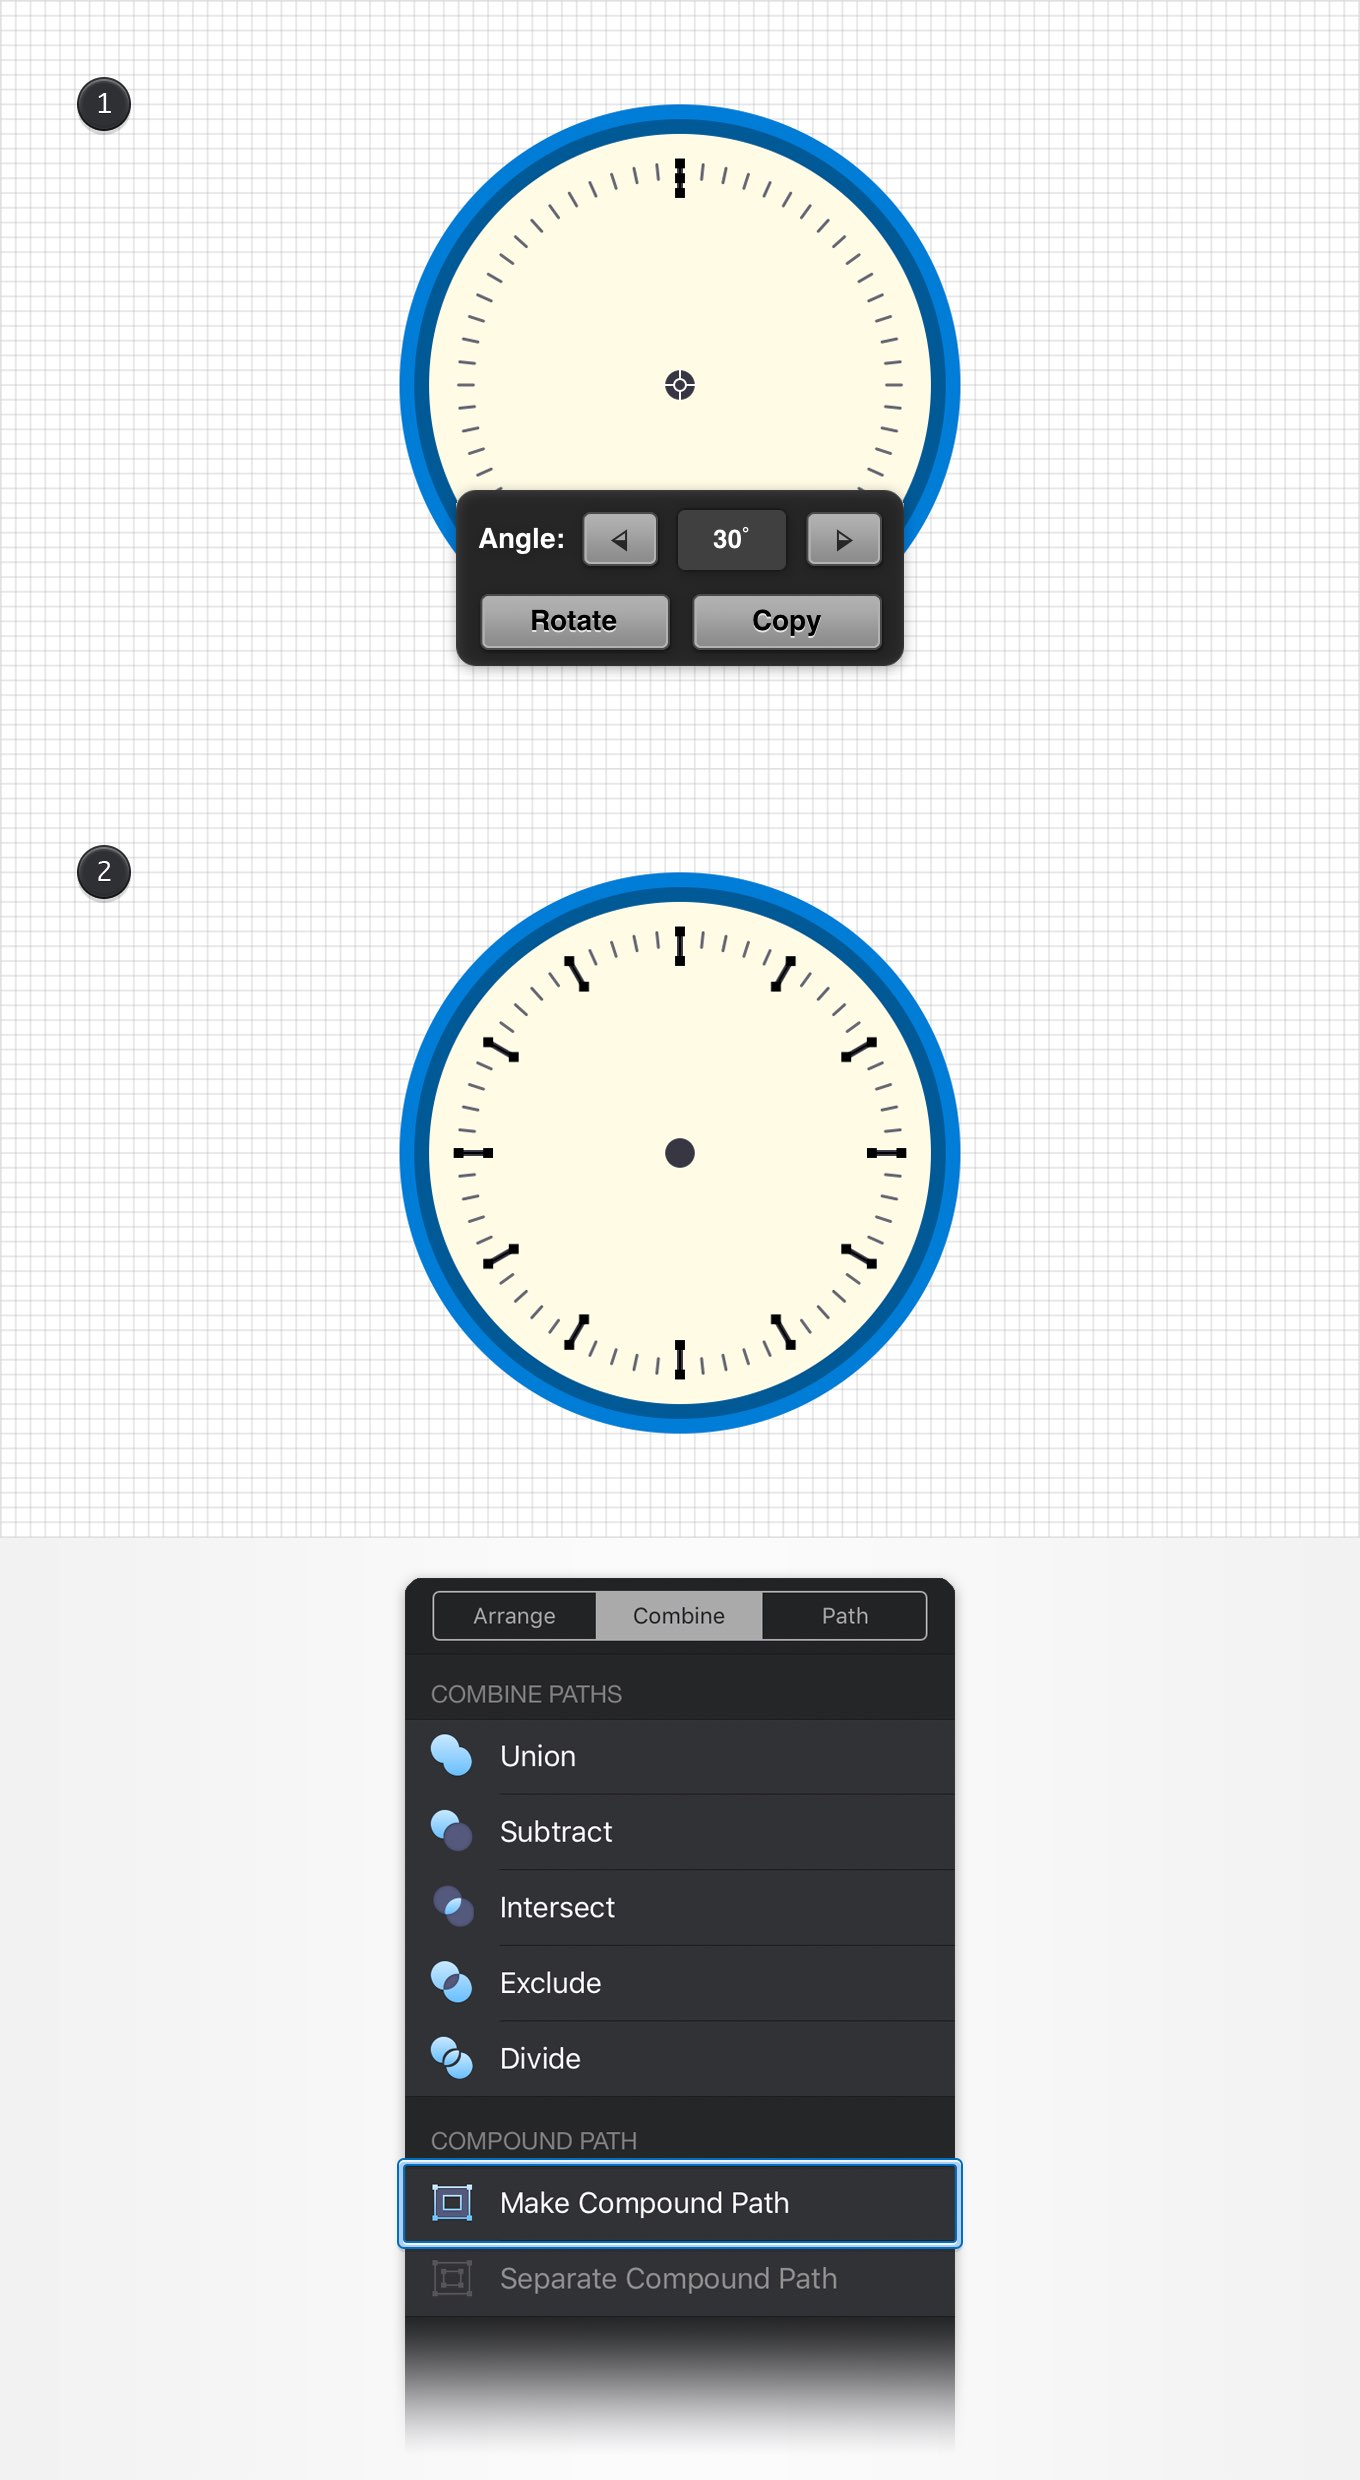 1
Angle: 30°
Rotate Copy
2
Arrange Combine Path
COMBINE PATHS
Union
Subtract
Intersect
Exclude
Divide
COMPOUND PATH
Make Compound Path
Separate Compound Path